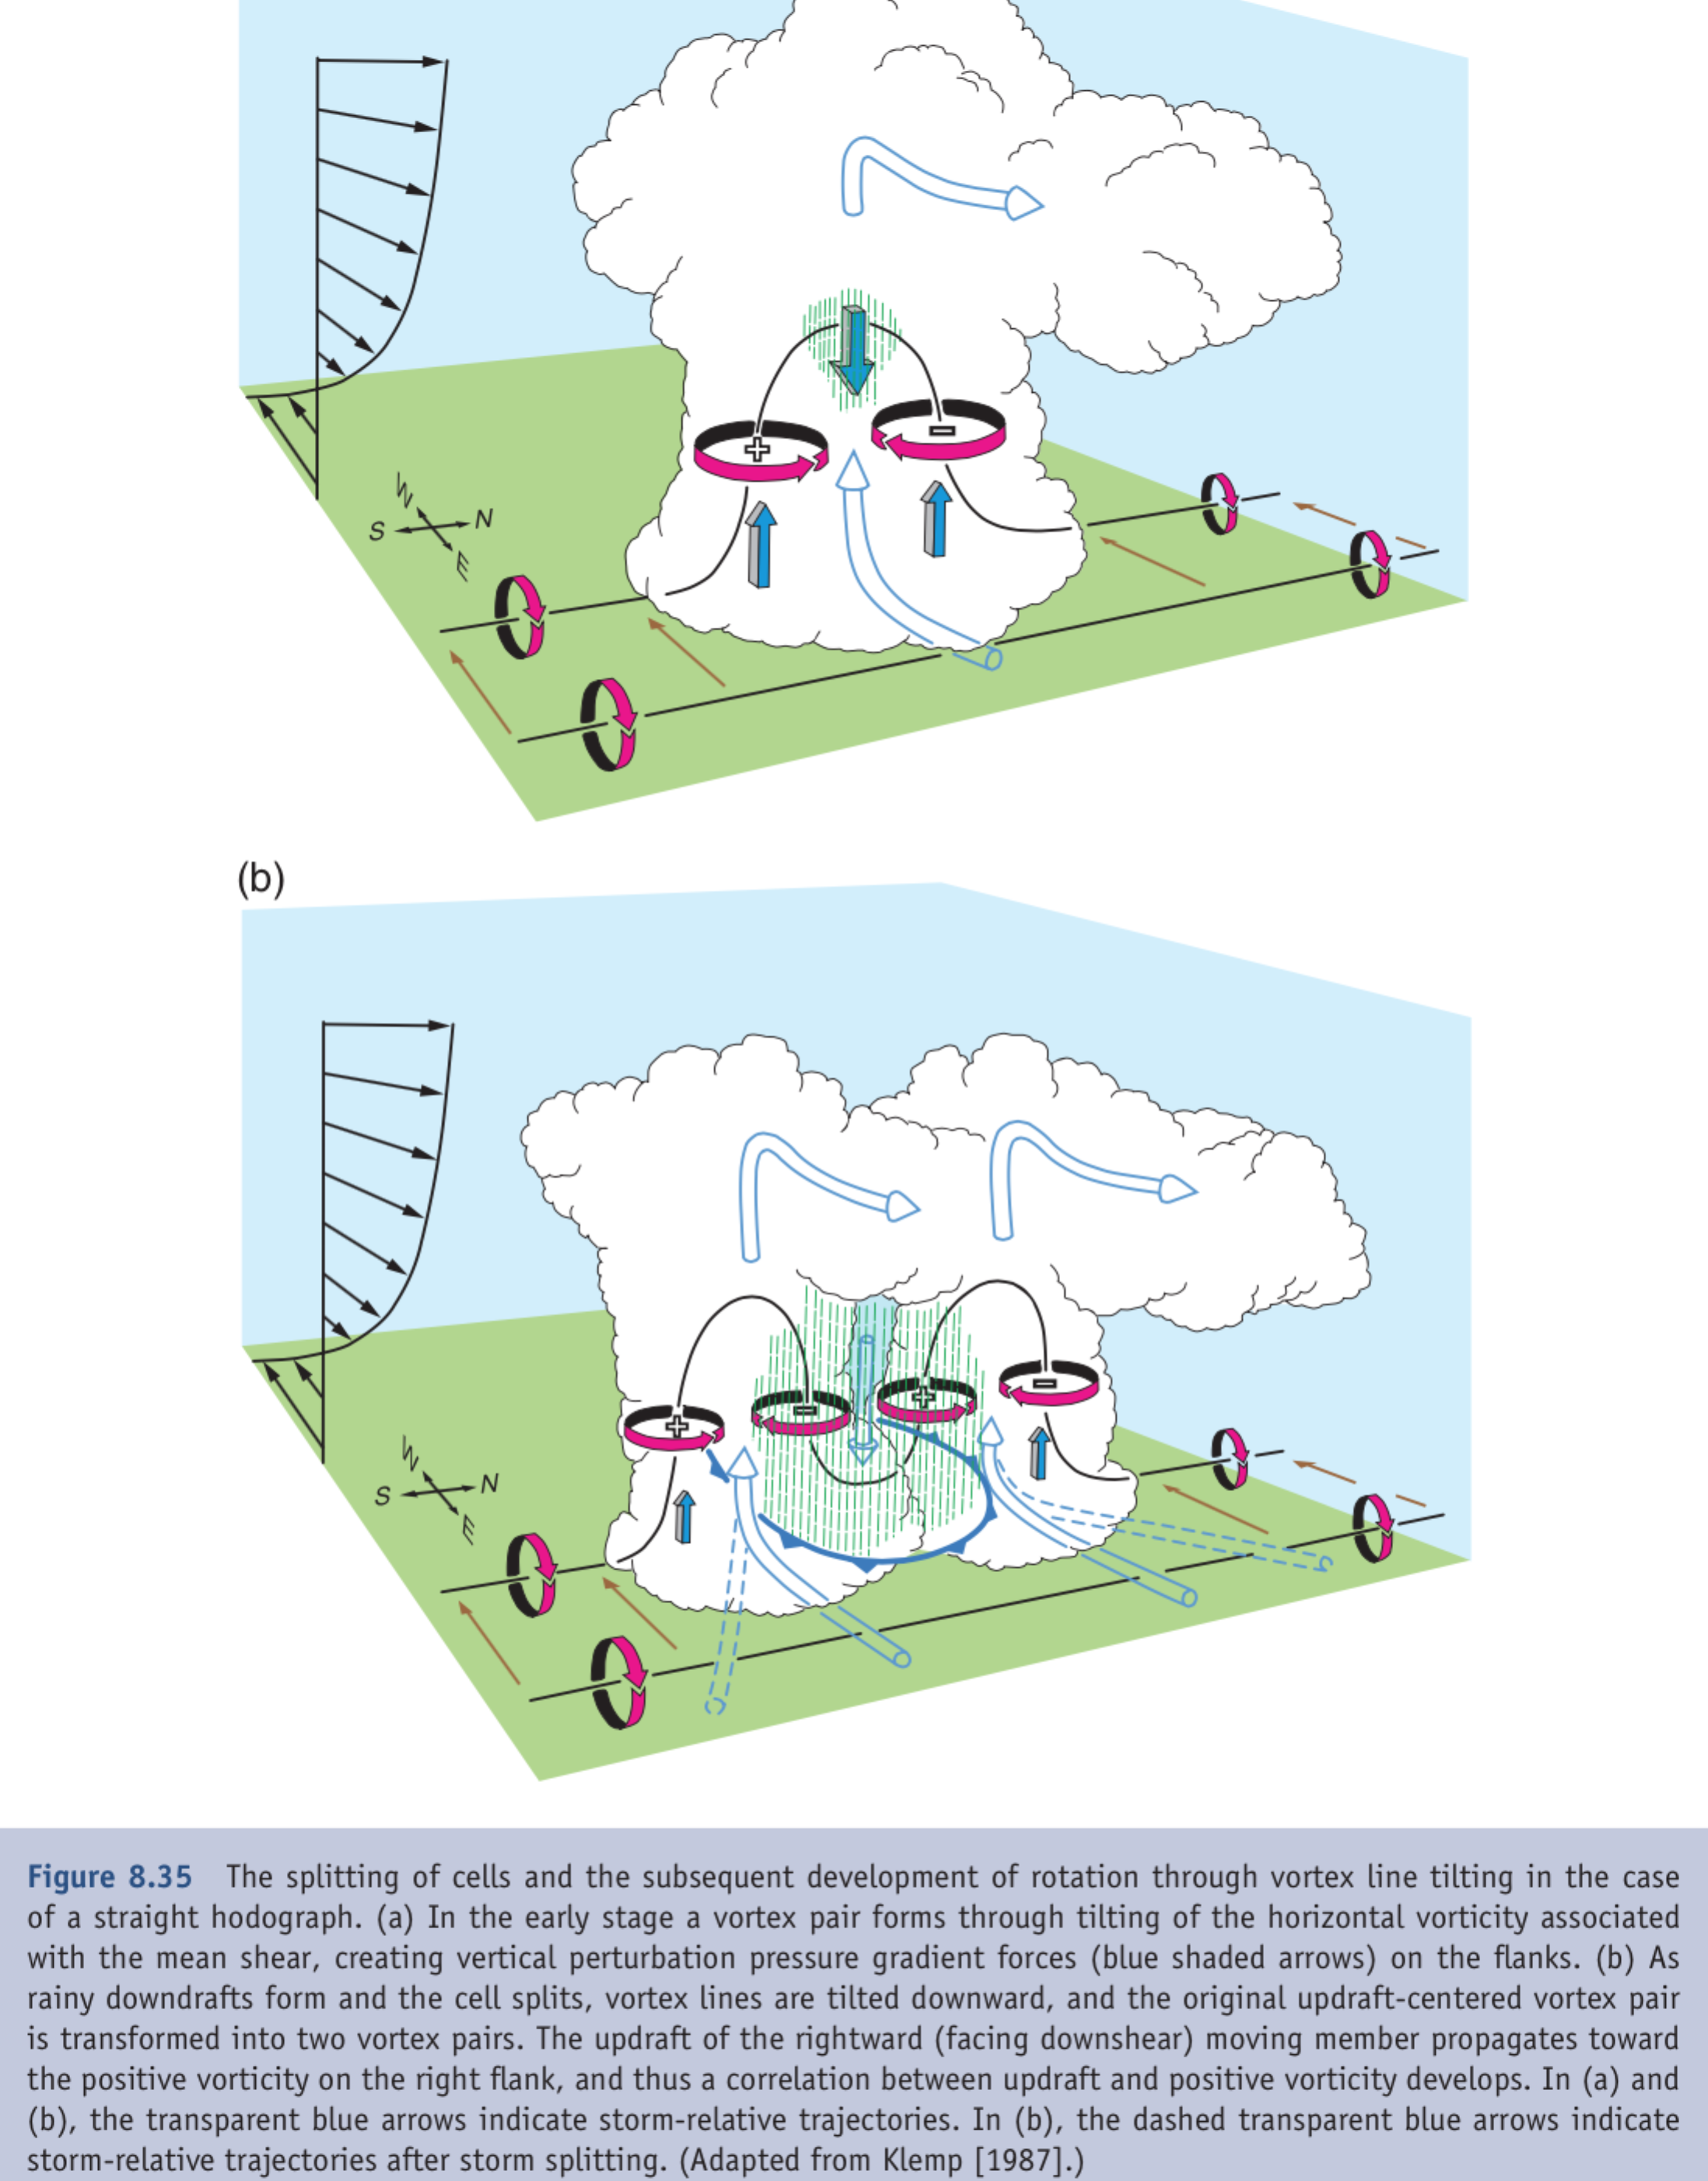 W
S
N
E
(b)
W
S
N
E
Figure 8.35 The splitting of cells and the subsequent development of rotation through vortex line tilting in the case
of a straight hodograph. (a) In the early stage a vortex pair forms through tilting of the horizontal vorticity associated
with the mean shear, creating vertical perturbation pressure gradient forces (blue shaded arrows) on the flanks. (b) As
rainy downdrafts form and the cell splits, vortex lines are tilted downward, and the original updraft-centered vortex pair
is transformed into two vortex pairs. The updraft of the rightward (facing downshear) moving member propagates toward
the positive vorticity on the right flank, and thus a correlation between updraft and positive vorticity develops. In (a) and
(b), the transparent blue arrows indicate storm-relative trajectories. In (b), the dashed transparent blue arrows indicate
storm-relative trajectories after storm splitting. (Adapted from Klemp [1987].)